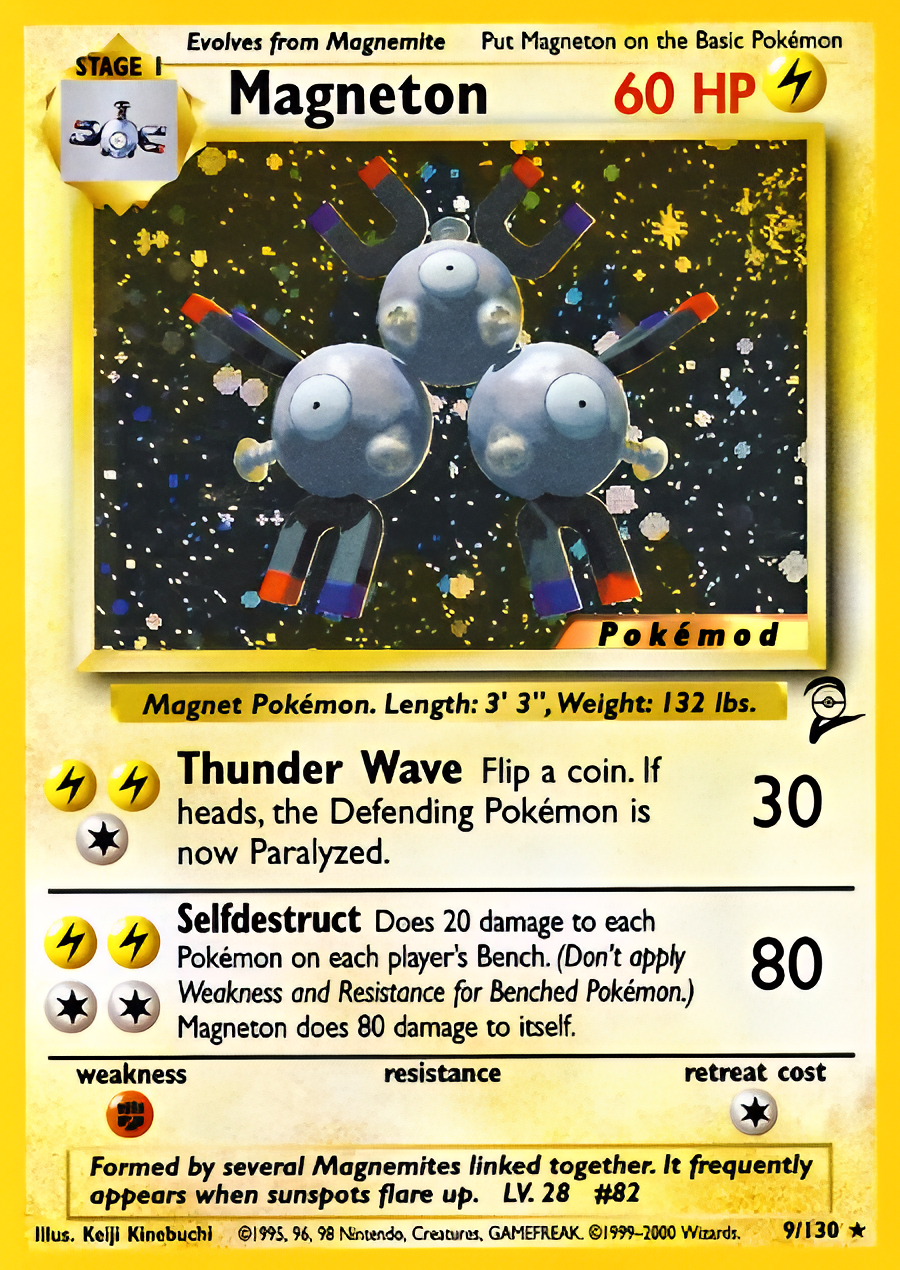 Evolves from Magnemite Put Magneton on the Basic Pokémon
STAGE 1
Magneton 60 HP
Pokémod
Magnet Pokémon. Length: 3' 3", Weight: 132 lbs.
Thunder Wave Flip a coin. If
heads, the Defending Pokémon is
now Paralyzed.
30
Selfdestruct Does 20 damage to each
Pokémon on each player's Bench. (Don't apply
Weakness and Resistance for Benched Pokémon.)
Magneton does 80 damage to itself.
80
weakness resistance retreat cost
Formed by several Magnemites linked together. It frequently
appears when sunspots flare up. LV. 28 #82
Illus. Keiji Kinebuchi ©1995, 96, 98 Nintendo, Creatures, GAMEFREAK. ©1999–2000 Wizards. 9/130 ★